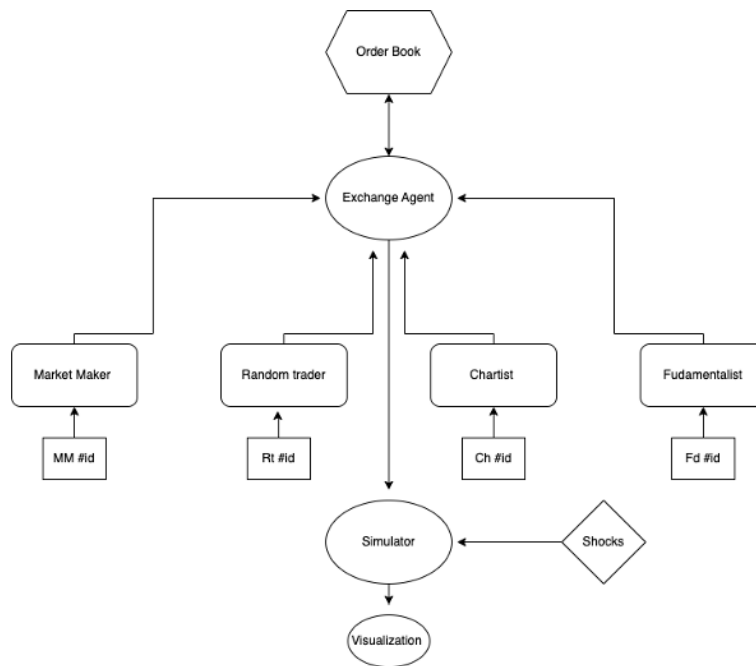 Order Book
Exchange Agent
Market Maker
Random trader
Chartist
Fudamentalist
MM #id
Rt #id
Ch #id
Fd #id
Simulator
Shocks
Visualization